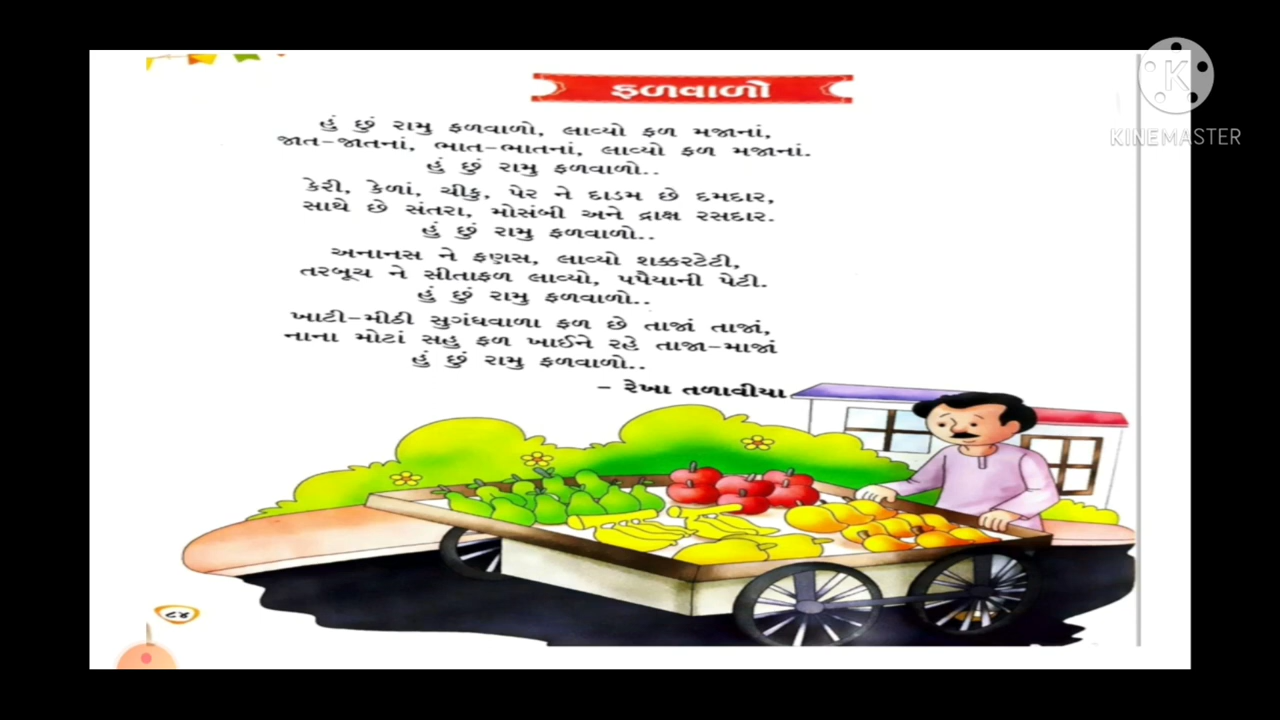 ફળવાળો
હું છું રામુ ફળવાળો, લાવ્યો ફળ મજાનાં,
જાત-જાતનાં, ભાત-ભાતનાં, લાવ્યો ફળ મજાનાં.
હું છું રામુ ફળવાળો..
કેરી, કેળાં, ચીકુ, પેર ને દાડમ છે દમદાર,
સાથે છે સંતરા, મોસંબી અને દ્રાક્ષ રસદાર.
હું છું રામુ ફળવાળો..
અનાનસ ને ફણસ, લાવ્યો શક્કરટેટી,
તરબૂચ ને સીતાફળ લાવ્યો, પપૈયાની પેટી.
હું છું રામુ ફળવાળો..
ખાટી-મીઠી સુગંધવાળા ફળ છે તાજાં તાજાં,
નાના મોટાં સહુ ફળ ખાઈને રહે તાજા-માજાં
હું છું રામુ ફળવાળો..
- રેખા તળાવીયા
K
KINEMASTER